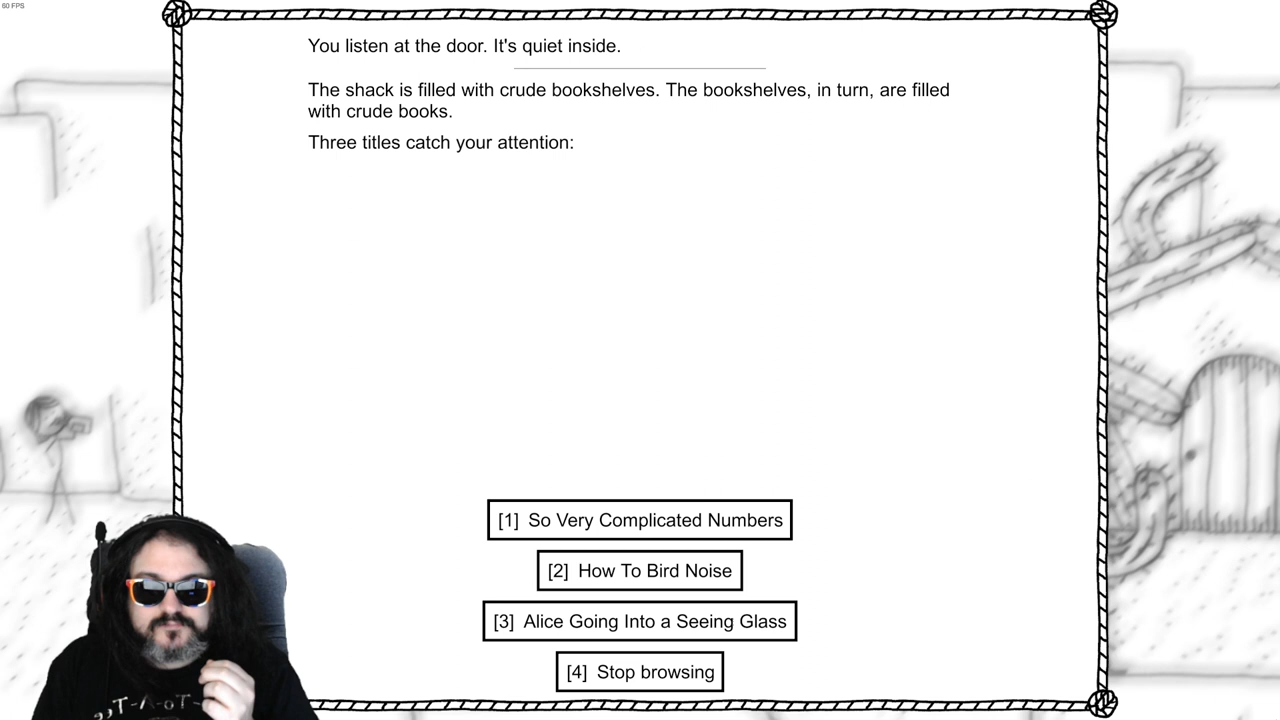 60 FPS
You listen at the door. It's quiet inside.
The shack is filled with crude bookshelves. The bookshelves, in turn, are filled
with crude books.
Three titles catch your attention:
[1] So Very Complicated Numbers
[2] How To Bird Noise
[3] Alice Going Into a Seeing Glass
[4] Stop browsing